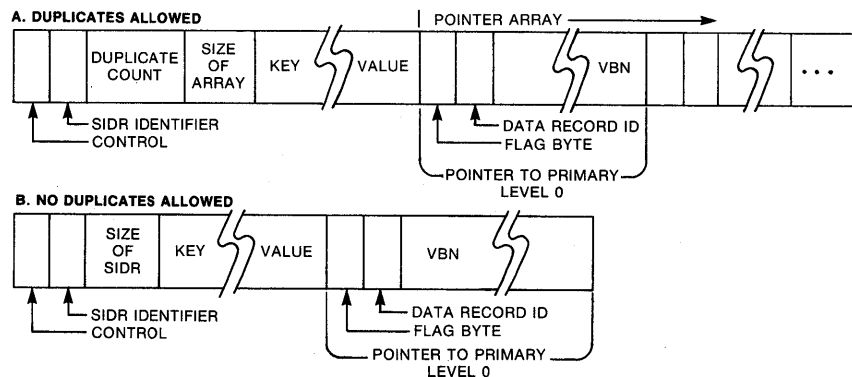 A. DUPLICATES ALLOWED
POINTER ARRAY
DUPLICATE
COUNT
SIZE
OF
ARRAY
KEY
VALUE
VBN
...
SIDR IDENTIFIER
CONTROL
DATA RECORD ID
FLAG BYTE
POINTER TO PRIMARY
LEVEL 0
B. NO DUPLICATES ALLOWED
SIZE
OF
SIDR
KEY
VALUE
VBN
SIDR IDENTIFIER
CONTROL
DATA RECORD ID
FLAG BYTE
POINTER TO PRIMARY
LEVEL 0